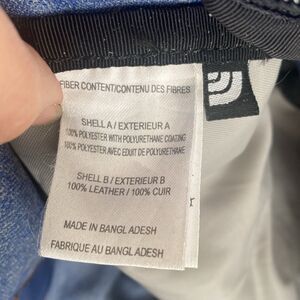 FIBER CONTENT/CONTENU DES FIBRES
SHELL A / EXTERIEUR A
100% POLYESTER WITH POLYURETHANE COATING
100% POLYESTER AVEC EDUIT DE POLYURETHANE
SHELL B / EXTERIEUR B
100% LEATHER / 100% CUIR
MADE IN BANGLADESH
FABRIQUE AU BANGLADESH